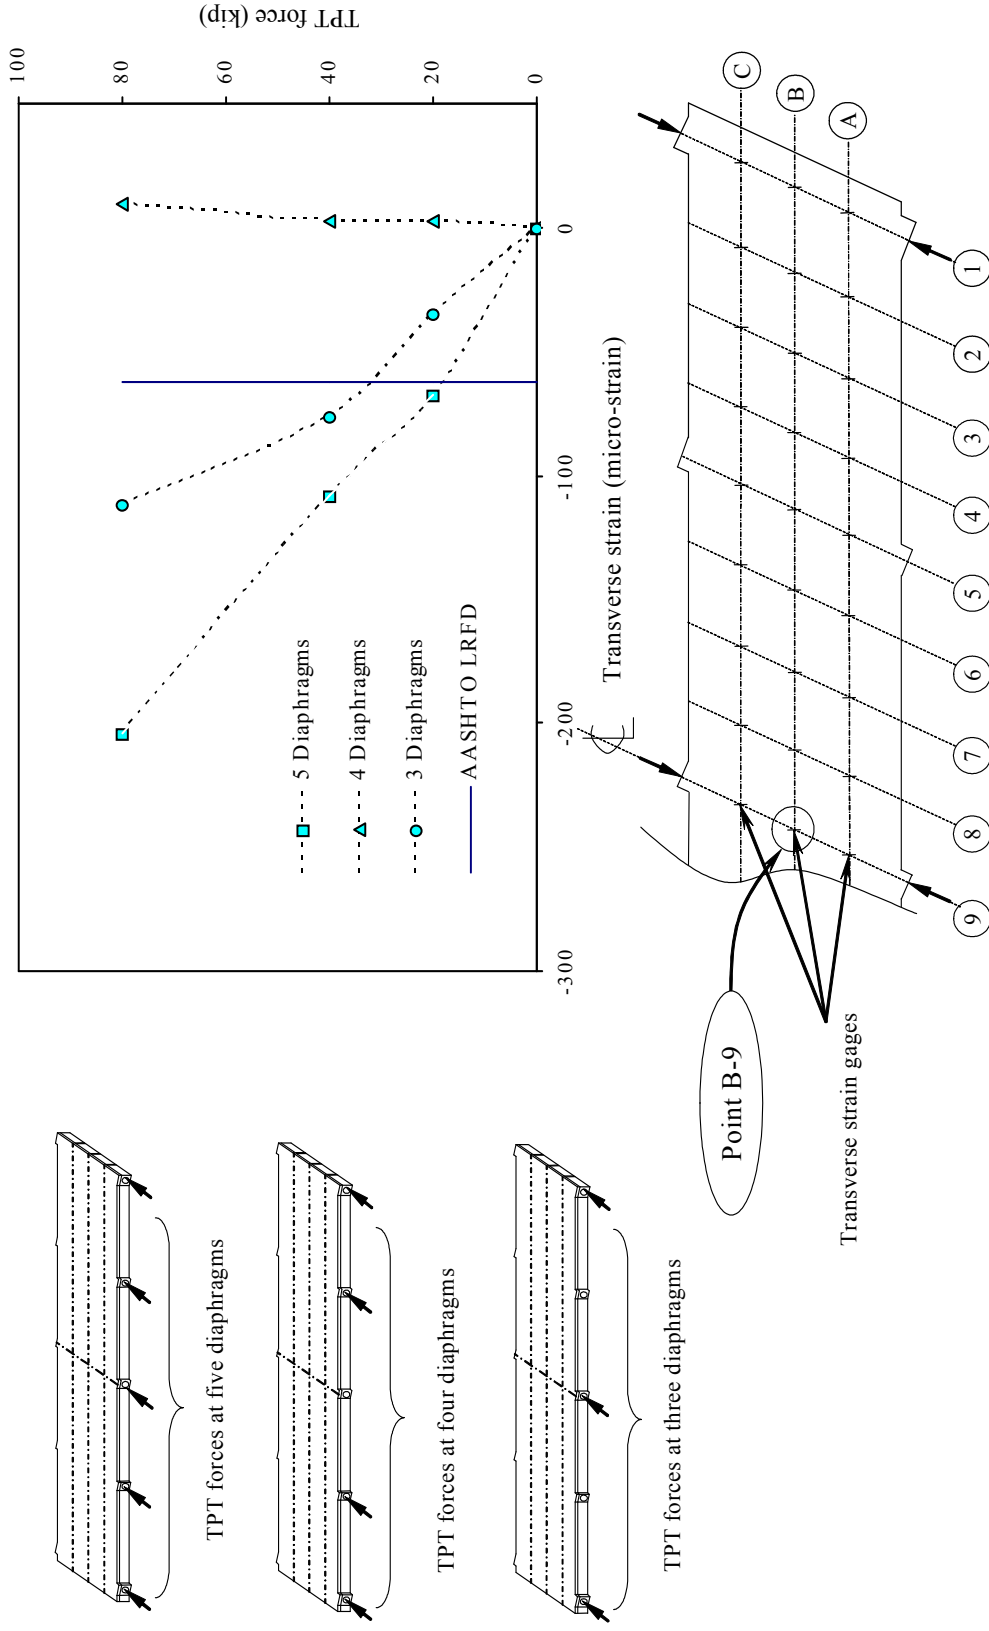 TPT forces at five diaphragms
TPT forces at four diaphragms
TPT forces at three diaphragms
TPT force (kip)
100
80
60
40
20
0
-300
-200
-100
0
Transverse strain (micro-strain)
5 Diaphragms
4 Diaphragms
3 Diaphragms
AASHTO LRFD
Point B-9
Transverse strain gages
C
B
A
9
8
7
6
5
4
3
2
1